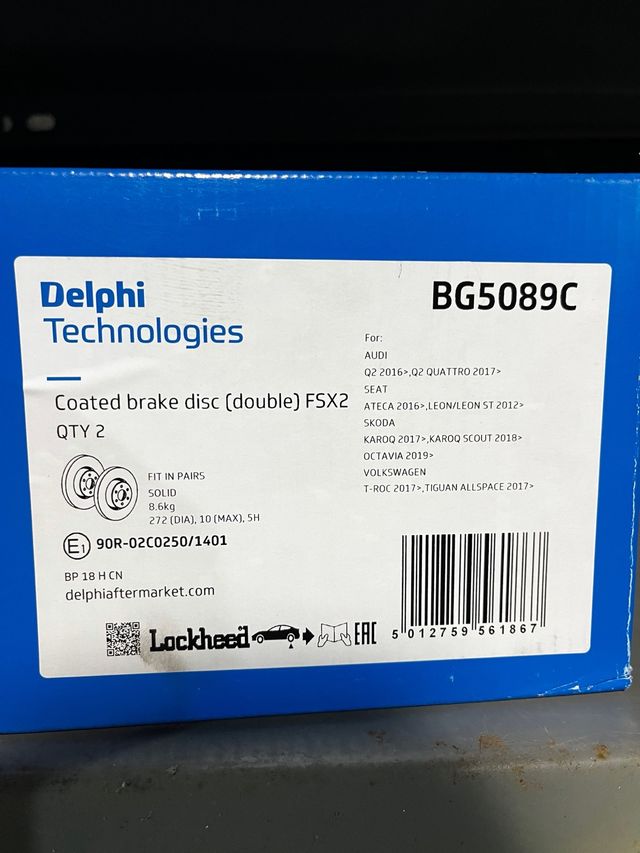 Delphi
Technologies
BG5089C
Coated brake disc (double) FSX2
QTY 2
FIT IN PAIRS
SOLID
8.6kg
272 (DIA), 10 (MAX), 5H
E1 90R-02C0250/1401
BP 18 H CN
delphiaftermarket.com
For:
AUDI
Q2 2016>,Q2 QUATTRO 2017>
SEAT
ATECA 2016>,LEON/LEON ST 2012>
SKODA
KAROQ 2017>,KAROQ SCOUT 2018>
OCTAVIA 2019>
VOLKSWAGEN
T-ROC 2017>,TIGUAN ALLSPACE 2017>
Lockheed
EAC
5 012759 561867